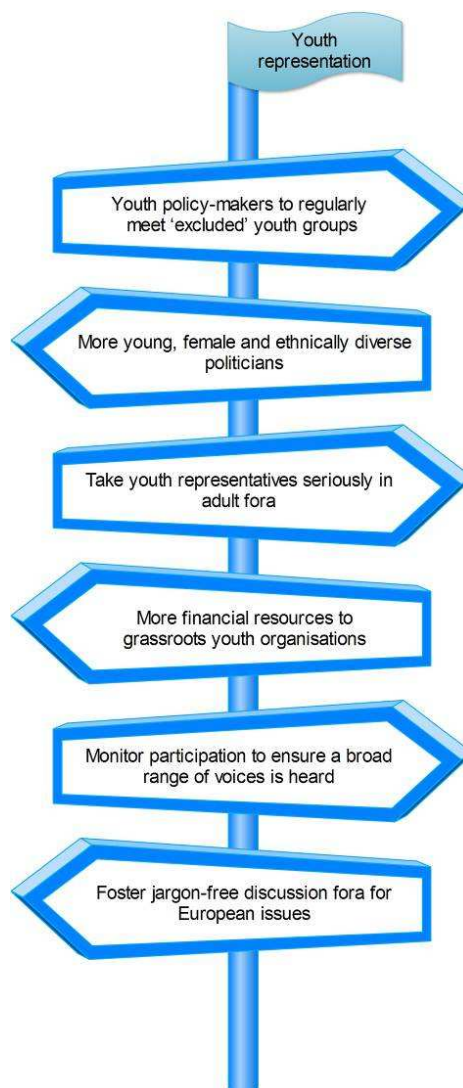 Youth
representation
Youth policy-makers to regularly
meet ‘excluded’ youth groups
More young, female and ethnically diverse
politicians
Take youth representatives seriously in
adult fora
More financial resources to
grassroots youth organisations
Monitor participation to ensure a broad
range of voices is heard
Foster jargon-free discussion fora for
European issues